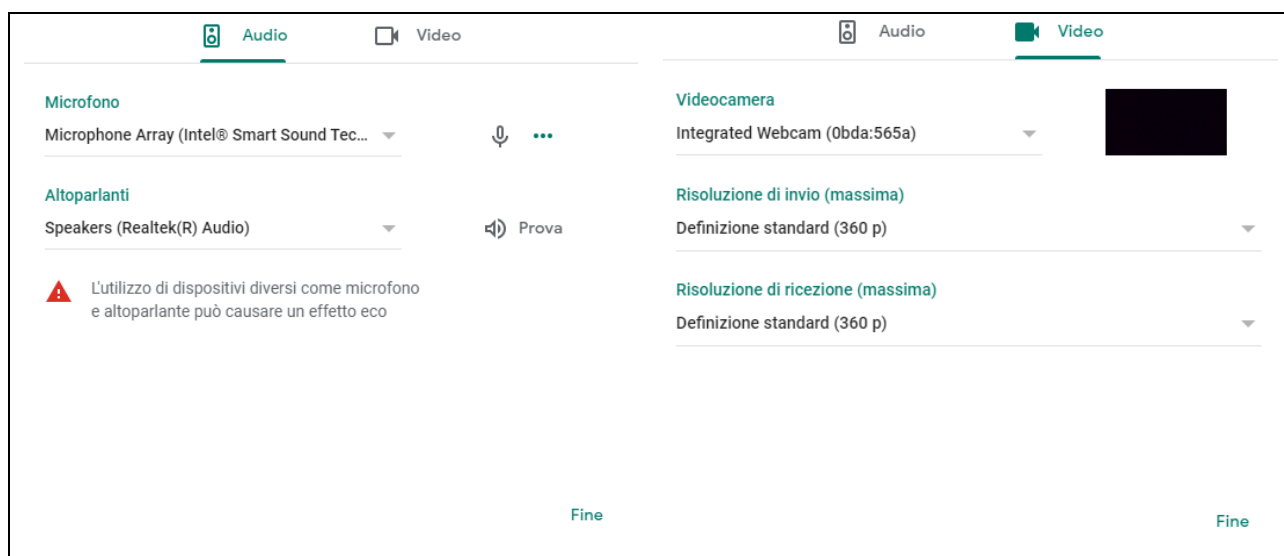 Audio
Video
Microfono
Microphone Array (Intel® Smart Sound Tec...
Altoparlanti
Speakers (Realtek(R) Audio)
Prova
L'utilizzo di dispositivi diversi come microfono
e altoparlante può causare un effetto eco
Fine
Audio
Video
Videocamera
Integrated Webcam (0bda:565a)
Risoluzione di invio (massima)
Definizione standard (360 p)
Risoluzione di ricezione (massima)
Definizione standard (360 p)
Fine